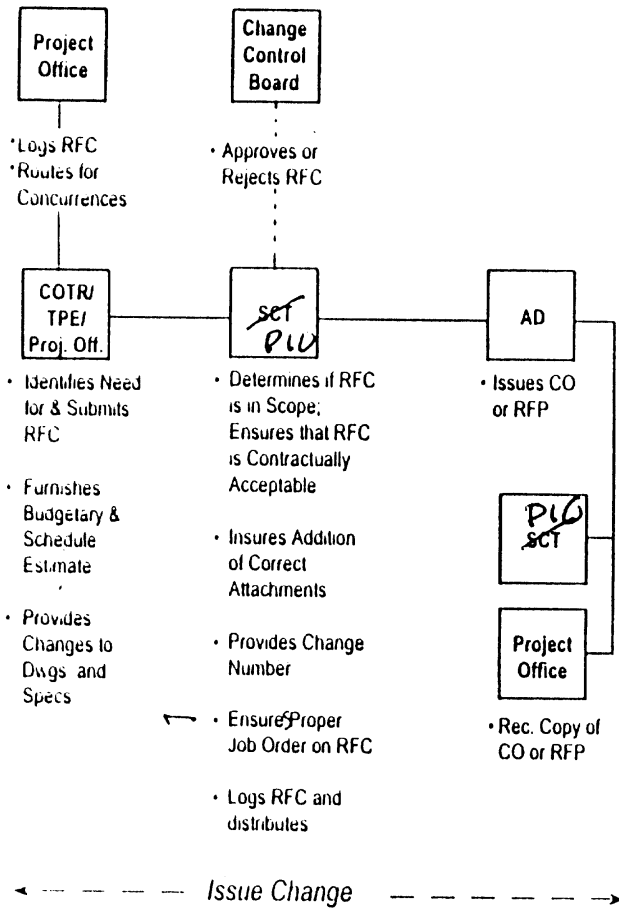 Project
Office
• Logs RFC
• Routes for
Concurrences
Change
Control
Board
• Approves or
Rejects RFC
COTR/
TPE/
Proj. Off.
• Identifies Need
for & Submits
RFC
• Furnishes
Budgetary &
Schedule
Estimate
• Provides
Changes to
Dwgs and
Specs
SCT
PIO
• Determines if RFC
is in Scope;
Ensures that RFC
is Contractually
Acceptable
• Insures Addition
of Correct
Attachments
• Provides Change
Number
• Ensures Proper
Job Order on RFC
• Logs RFC and
distributes
AD
• Issues CO
or RFP
PIO
SCT
Project
Office
• Rec. Copy of
CO or RFP
Issue Change